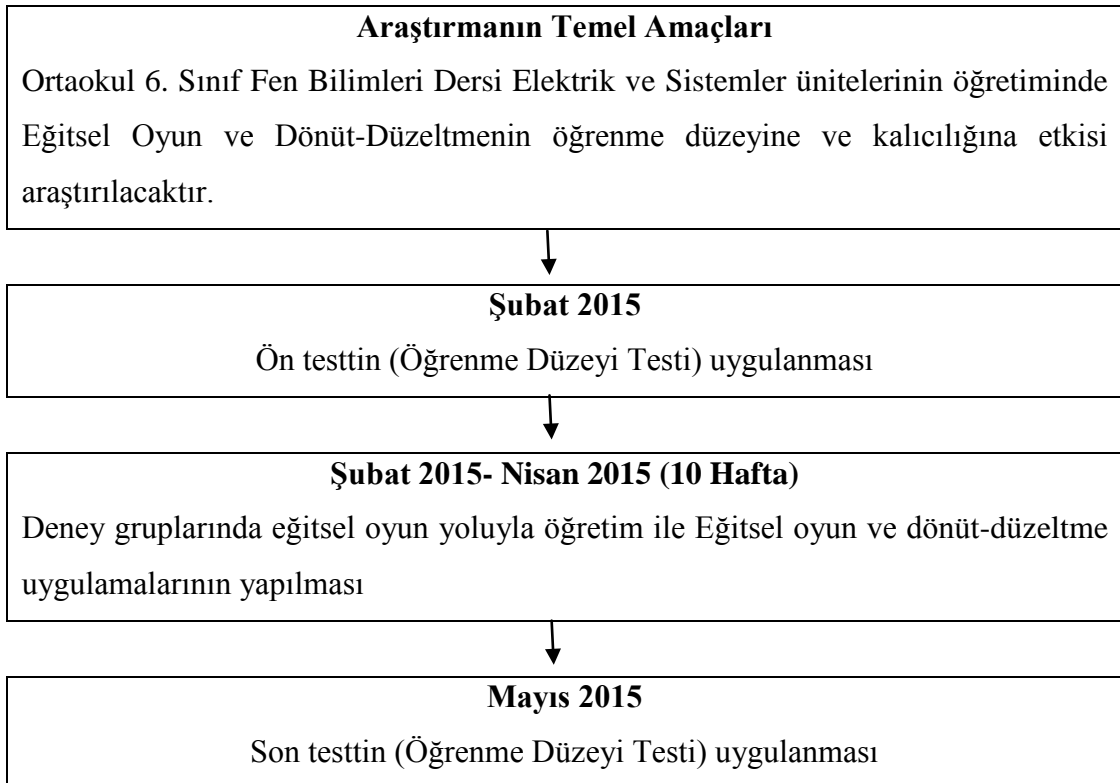 Araştırmanın Temel Amaçları
Ortaokul 6. Sınıf Fen Bilimleri Dersi Elektrik ve Sistemler ünitelerinin öğretiminde
Eğitsel Oyun ve Dönüt-Düzeltmenin öğrenme düzeyine ve kalıcılığına etkisi
araştırılacaktır.
Şubat 2015
Ön testtin (Öğrenme Düzeyi Testi) uygulanması
Şubat 2015- Nisan 2015 (10 Hafta)
Deney gruplarında eğitsel oyun yoluyla öğretim ile Eğitsel oyun ve dönüt-düzeltme
uygulamalarının yapılması
Mayıs 2015
Son testtin (Öğrenme Düzeyi Testi) uygulanması